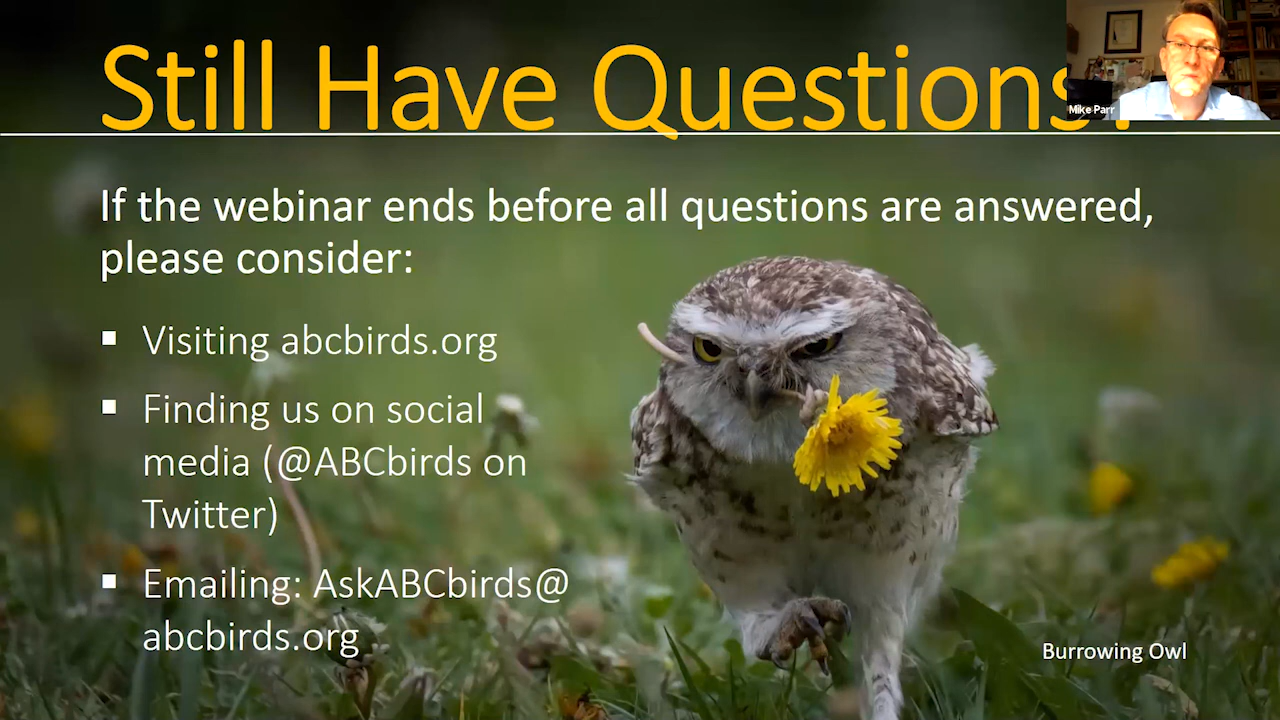 Still Have Questions?
Mike Parr
If the webinar ends before all questions are answered,
please consider:
Visiting abcbirds.org
Finding us on social
media (@ABCbirds on
Twitter)
Emailing: AskABCbirds@
abcbirds.org
Burrowing Owl